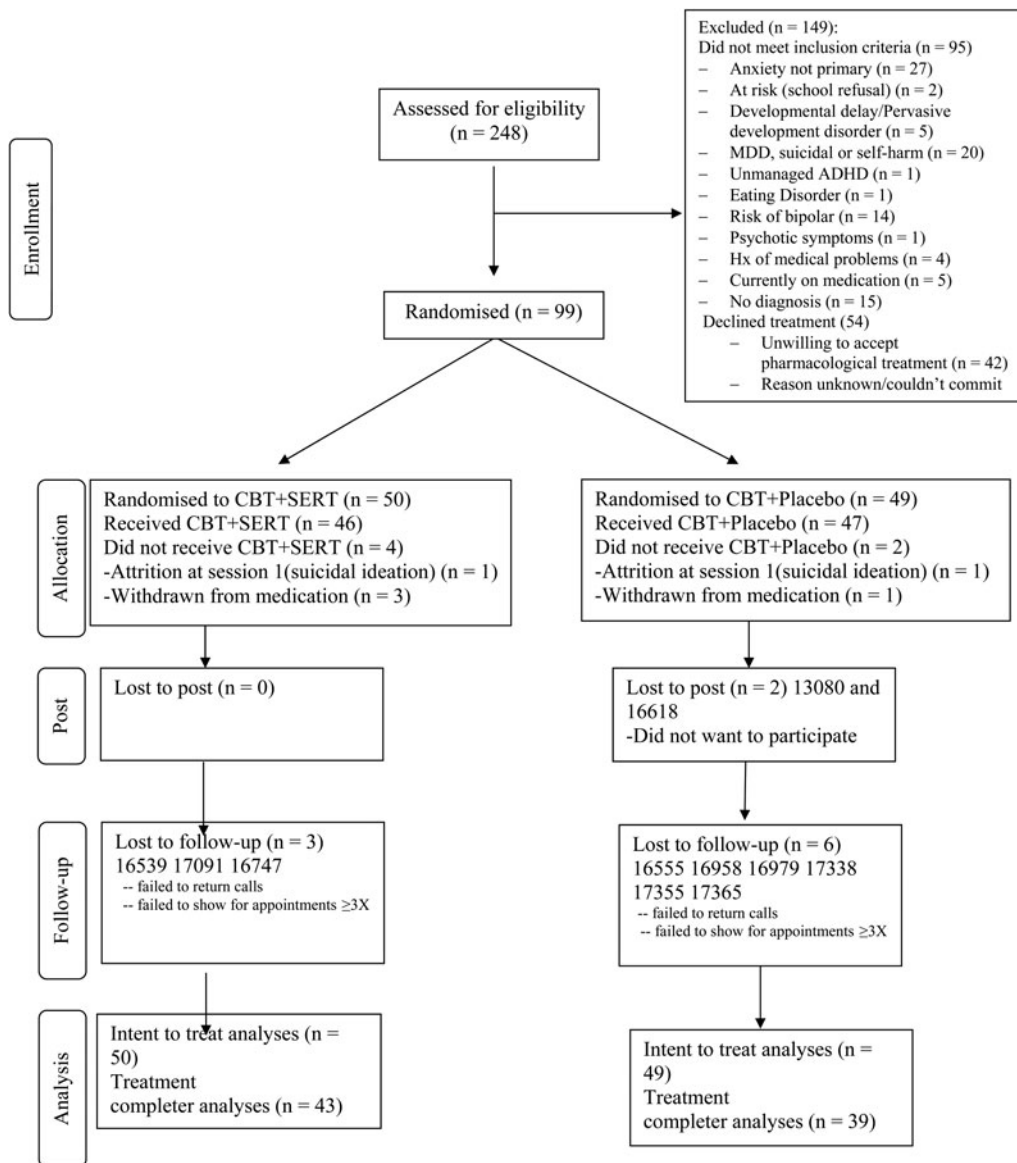 Excluded (n = 149):
Did not meet inclusion criteria (n = 95)
– Anxiety not primary (n = 27)
– At risk (school refusal) (n = 2)
– Developmental delay/Pervasive
development disorder (n = 5)
– MDD, suicidal or self-harm (n = 20)
– Unmanaged ADHD (n = 1)
– Eating Disorder (n = 1)
– Risk of bipolar (n = 14)
– Psychotic symptoms (n = 1)
– Hx of medical problems (n = 4)
– Currently on medication (n = 5)
– No diagnosis (n = 15)
Declined treatment (54)
– Unwilling to accept
pharmacological treatment (n = 42)
– Reason unknown/couldn't commit
Enrollment
Assessed for eligibility
(n = 248)
Randomised (n = 99)
Allocation
Randomised to CBT+SERT (n = 50)
Received CBT+SERT (n = 46)
Did not receive CBT+SERT (n = 4)
-Attrition at session 1(suicidal ideation) (n = 1)
-Withdrawn from medication (n = 3)
Randomised to CBT+Placebo (n = 49)
Received CBT+Placebo (n = 47)
Did not receive CBT+Placebo (n = 2)
-Attrition at session 1(suicidal ideation) (n = 1)
-Withdrawn from medication (n = 1)
Post
Lost to post (n = 0)
Lost to post (n = 2) 13080 and
16618
-Did not want to participate
Follow-up
Lost to follow-up (n = 3)
16539 17091 16747
-- failed to return calls
-- failed to show for appointments ≥3X
Lost to follow-up (n = 6)
16555 16958 16979 17338
17355 17365
-- failed to return calls
-- failed to show for appointments ≥3X
Analysis
Intent to treat analyses (n =
50)
Treatment
completer analyses (n = 43)
Intent to treat analyses (n =
49)
Treatment
completer analyses (n = 39)